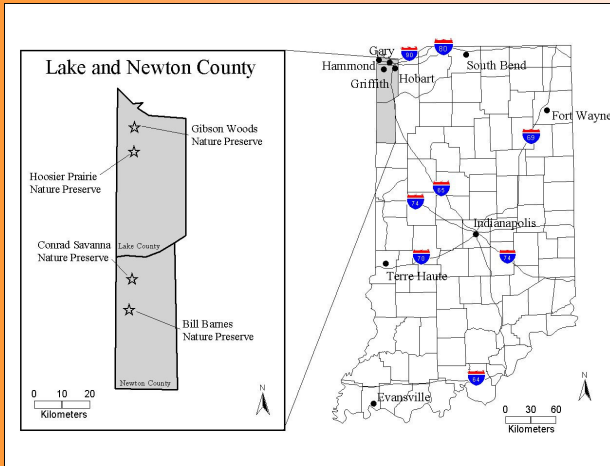 Lake and Newton County
Gibson Woods
Nature Preserve
Hoosier Prairie
Nature Preserve
Conrad Savanna
Nature Preserve
Lake County
Bill Barnes
Nature Preserve
Newton County
0 10 20
Kilometers
N
Gary
Hammond
Griffith
Hobart
90
80
South Bend
Fort Wayne
69
65
74
Indianapolis
70
74
Terre Haute
64
Evansville
0 30 60
Kilometers
N